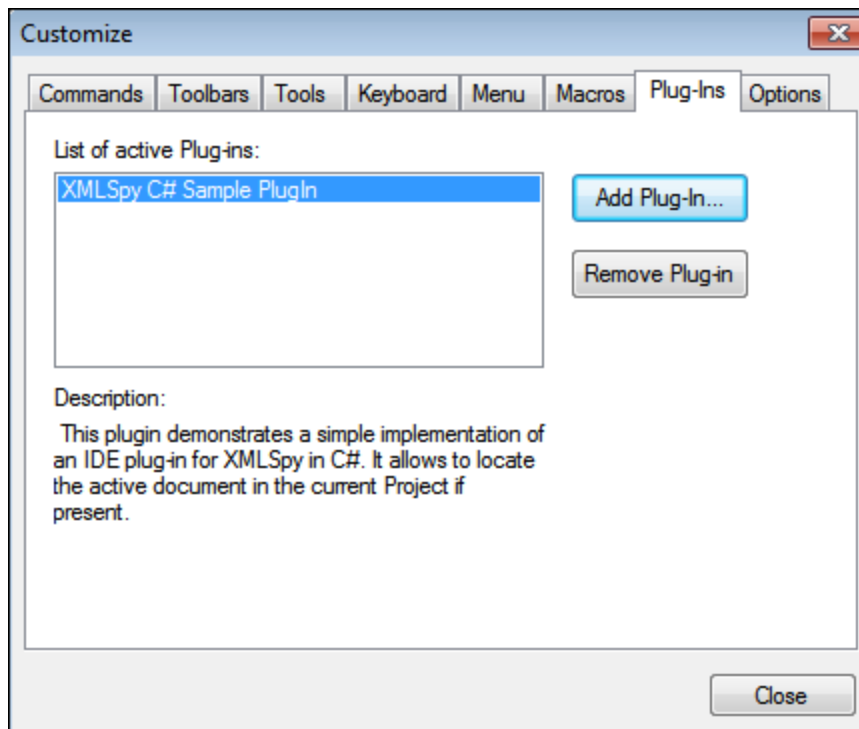 Customize
Commands Toolbars Tools Keyboard Menu Macros Plug-Ins Options
List of active Plug-ins:
XMLSpy C# Sample PlugIn
Add Plug-In...
Remove Plug-in
Description:
This plugin demonstrates a simple implementation of
an IDE plug-in for XMLSpy in C#. It allows to locate
the active document in the current Project if
present.
Close